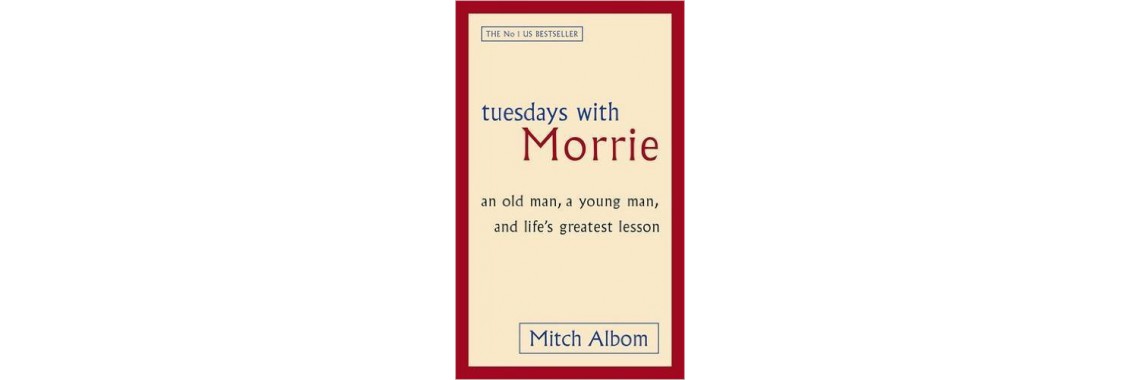 THE No 1 US BESTSELLER
tuesdays with
Morrie
an old man, a young man,
and life's greatest lesson
Mitch Albom